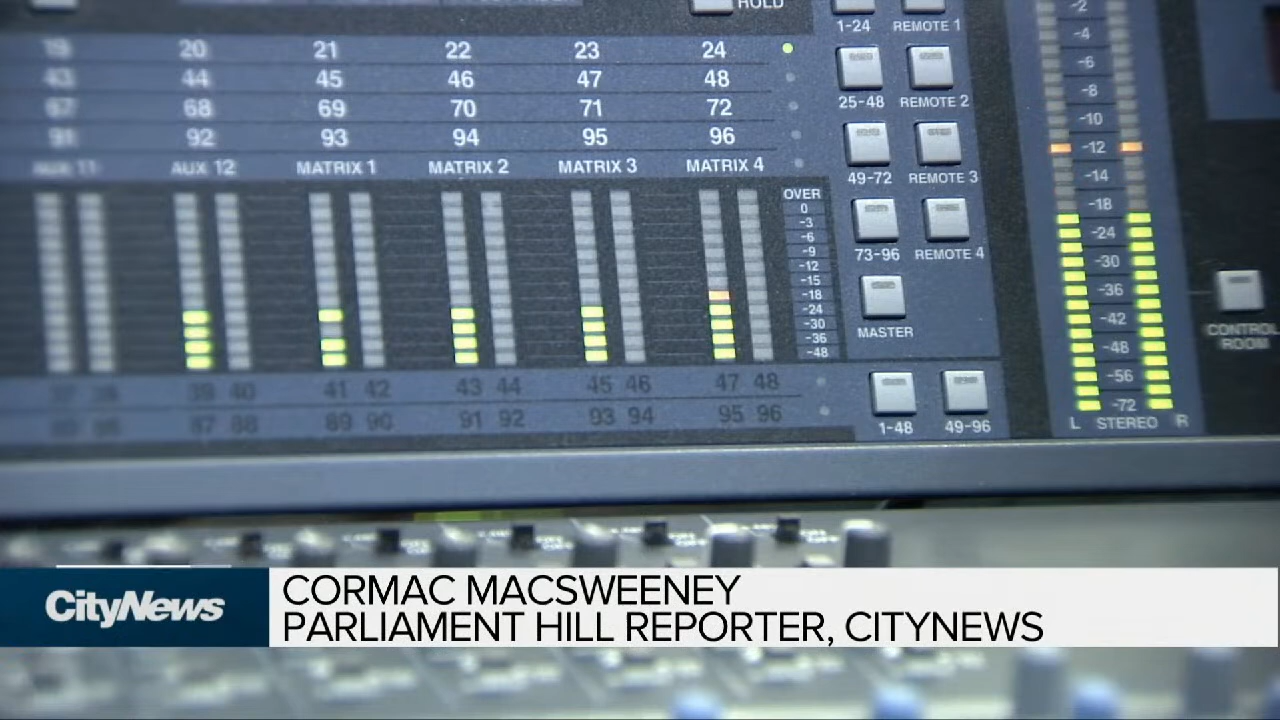 HOLD
1-24 REMOTE 1
19 20 21 22 23 24
43 44 45 46 47 48
67 68 69 70 71 72
91 92 93 94 95 96
AUX 11 AUX 12 MATRIX 1 MATRIX 2 MATRIX 3 MATRIX 4
25-48 REMOTE 2
49-72 REMOTE 3
73-96 REMOTE 4
MASTER
OVER
0
-3
-6
-9
-12
-15
-18
-24
-30
-36
-48
39 40 41 42 43 44 45 46 47 48
87 88 89 90 91 92 93 94 95 96
1-48 49-96
-2
-4
-6
-8
-10
-12
-14
-18
-24
-30
-36
-42
-48
-56
-72
L STEREO R
CONTROL
ROOM
CityNews
CORMAC MACSWEENEY
PARLIAMENT HILL REPORTER, CITYNEWS